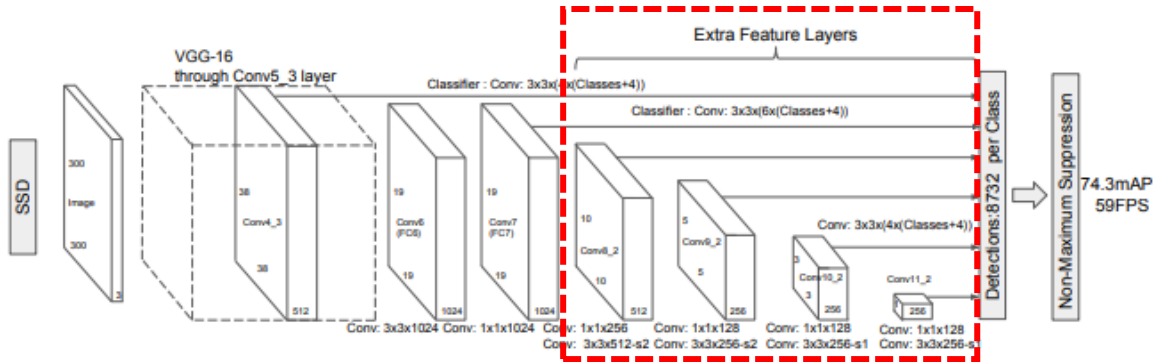 Extra Feature Layers
VGG-16
through Conv5_3 layer
Classifier : Conv: 3x3x(4x(Classes+4))
Classifier : Conv: 3x3x(6x(Classes+4))
SSD
300
Image
300
3
38
Conv4_3
38
512
19
Conv6
(FC6)
19
1024
19
Conv7
(FC7)
19
1024
10
Conv8_2
10
512
5
Conv9_2
5
256
Conv: 3x3x(4x(Classes+4))
3
Conv10_2
3
256
Conv11_2
256
Detections:8732 per Class
Non-Maximum Suppression
74.3mAP
59FPS
Conv: 3x3x1024
Conv: 1x1x1024
Conv: 1x1x256
Conv: 3x3x512-s2
Conv: 1x1x128
Conv: 3x3x256-s2
Conv: 1x1x128
Conv: 3x3x256-s1
Conv: 1x1x128
Conv: 3x3x256-s1